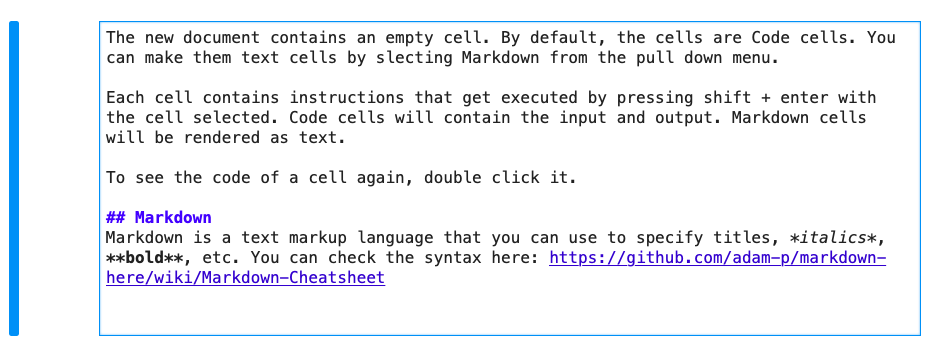 The new document contains an empty cell. By default, the cells are Code cells. You
can make them text cells by slecting Markdown from the pull down menu.
Each cell contains instructions that get executed by pressing shift + enter with
the cell selected. Code cells will contain the input and output. Markdown cells
will be rendered as text.
To see the code of a cell again, double click it.
## Markdown
Markdown is a text markup language that you can use to specify titles, *italics*,
**bold**, etc. You can check the syntax here: https://github.com/adam-p/markdown-
here/wiki/Markdown-Cheatsheet